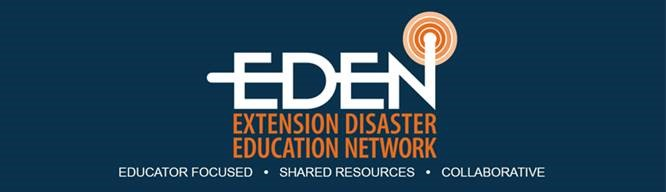 EDEN
EXTENSION DISASTER
EDUCATION NETWORK
EDUCATOR FOCUSED • SHARED RESOURCES • COLLABORATIVE